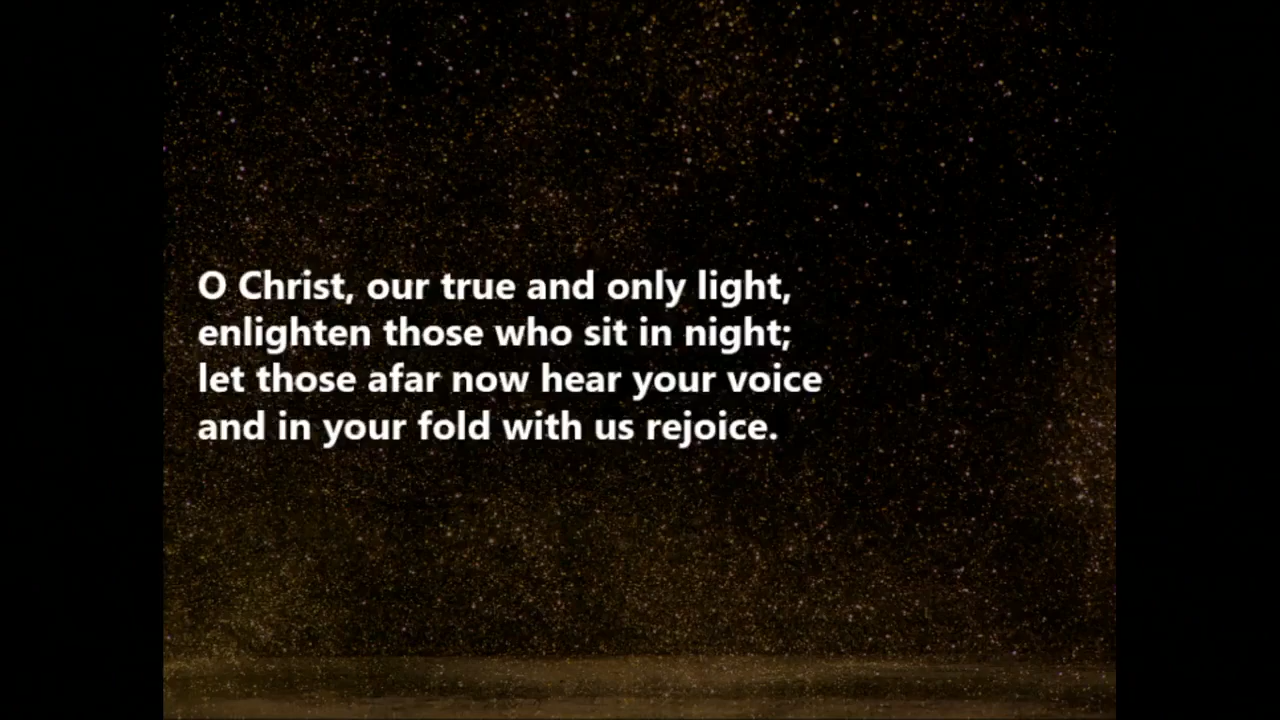 O Christ, our true and only light,
enlighten those who sit in night;
let those afar now hear your voice
and in your fold with us rejoice.